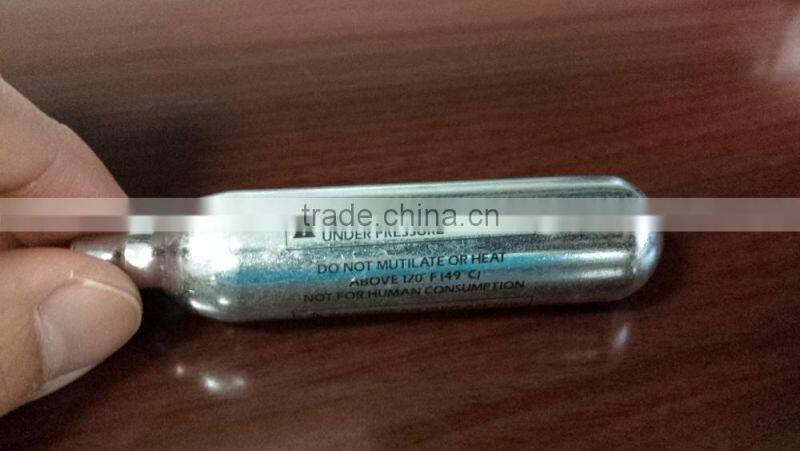 trade.china.cn
UNDER PRESSURE
DO NOT MUTILATE OR HEAT
ABOVE 120° F (49° C)
NOT FOR HUMAN CONSUMPTION